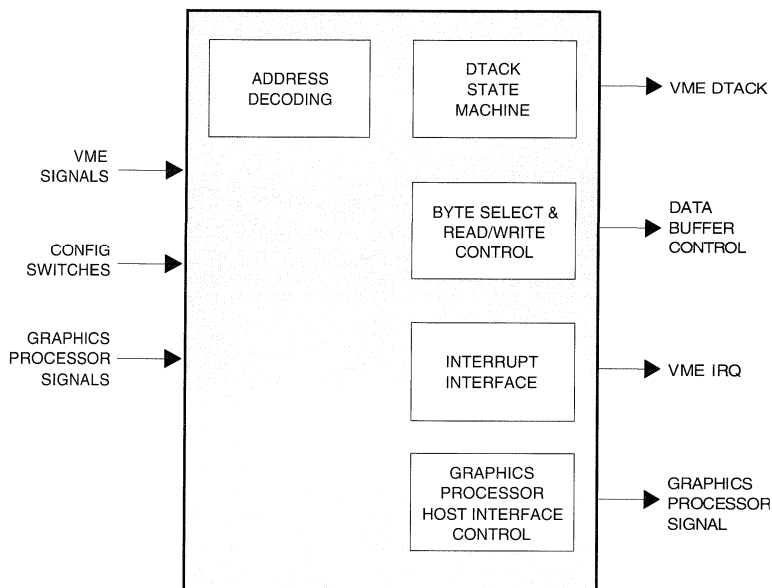 ADDRESS
DECODING
DTACK
STATE
MACHINE
VME DTACK
VME
SIGNALS
BYTE SELECT &
READ/WRITE
CONTROL
DATA
BUFFER
CONTROL
CONFIG
SWITCHES
GRAPHICS
PROCESSOR
SIGNALS
INTERRUPT
INTERFACE
VME IRQ
GRAPHICS
PROCESSOR
HOST INTERFACE
CONTROL
GRAPHICS
PROCESSOR
SIGNAL